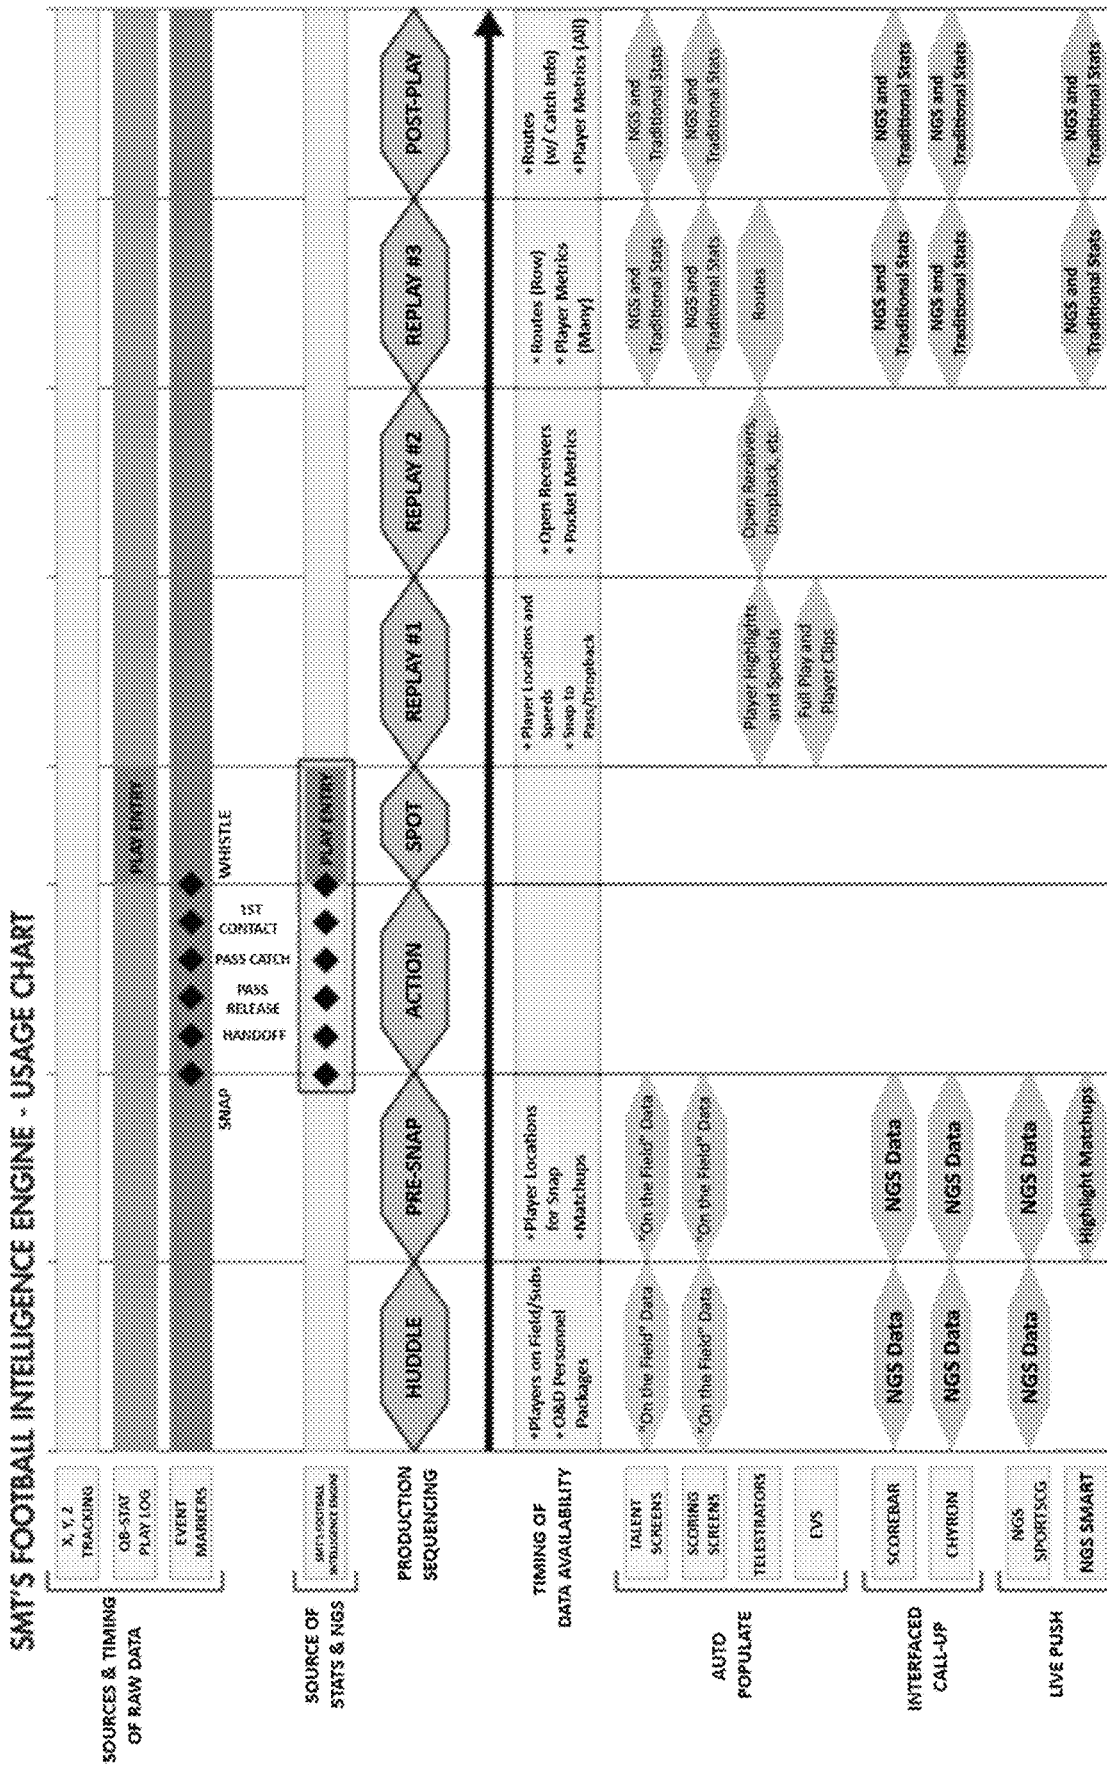 SMT'S FOOTBALL INTELLIGENCE ENGINE - USAGE CHART
SOURCES & TIMING
OF RAW DATA
X, Y, Z
TRACKING
QB-STAT
PLAY LOG
PLAY ENTRY
EVENT
MARKERS
SNAP
HANDOFF
PASS
RELEASE
PASS CATCH
1ST
CONTACT
WHISTLE
SOURCE OF
STATS & NGS
SMT-FOOTBALL
INTELLIGENCE ENGINE
PLAY ENTRY
PRODUCTION
SEQUENCING
HUDDLE
PRE-SNAP
ACTION
SPOT
REPLAY #1
REPLAY #2
REPLAY #3
POST-PLAY
TIMING OF
DATA AVAILABILITY
•Players on Field/Subs
•O&D Personnel
Packages
•Player Locations
for Snap
•Matchups
•Player Locations and
Speeds
•Snap to
Pass/Dropback
•Open Receivers
•Pocket Metrics
•Routes (Row)
•Player Metrics
(Many)
•Routes
(w/ Catch Info)
•Player Metrics (All)
AUTO
POPULATE
TALENT
SCREENS
"On the Field" Data
"On the Field" Data
NGS and
Traditional Stats
NGS and
Traditional Stats
SCORING
SCREENS
"On the Field" Data
"On the Field" Data
NGS and
Traditional Stats
NGS and
Traditional Stats
TELESTRATORS
Player Highlights
and Specials
Open Receivers,
Dropback, etc.
Routes
EVS
Full Play and
Player Clips
INTERFACED
CALL-UP
SCOREBAR
NGS Data
NGS Data
NGS and
Traditional Stats
NGS and
Traditional Stats
CHYRON
NGS Data
NGS Data
NGS and
Traditional Stats
NGS and
Traditional Stats
LIVE PUSH
NGS
SPORTSCG
NGS Data
NGS Data
NGS SMART
Highlight Matchups
NGS and
Traditional Stats
NGS and
Traditional Stats